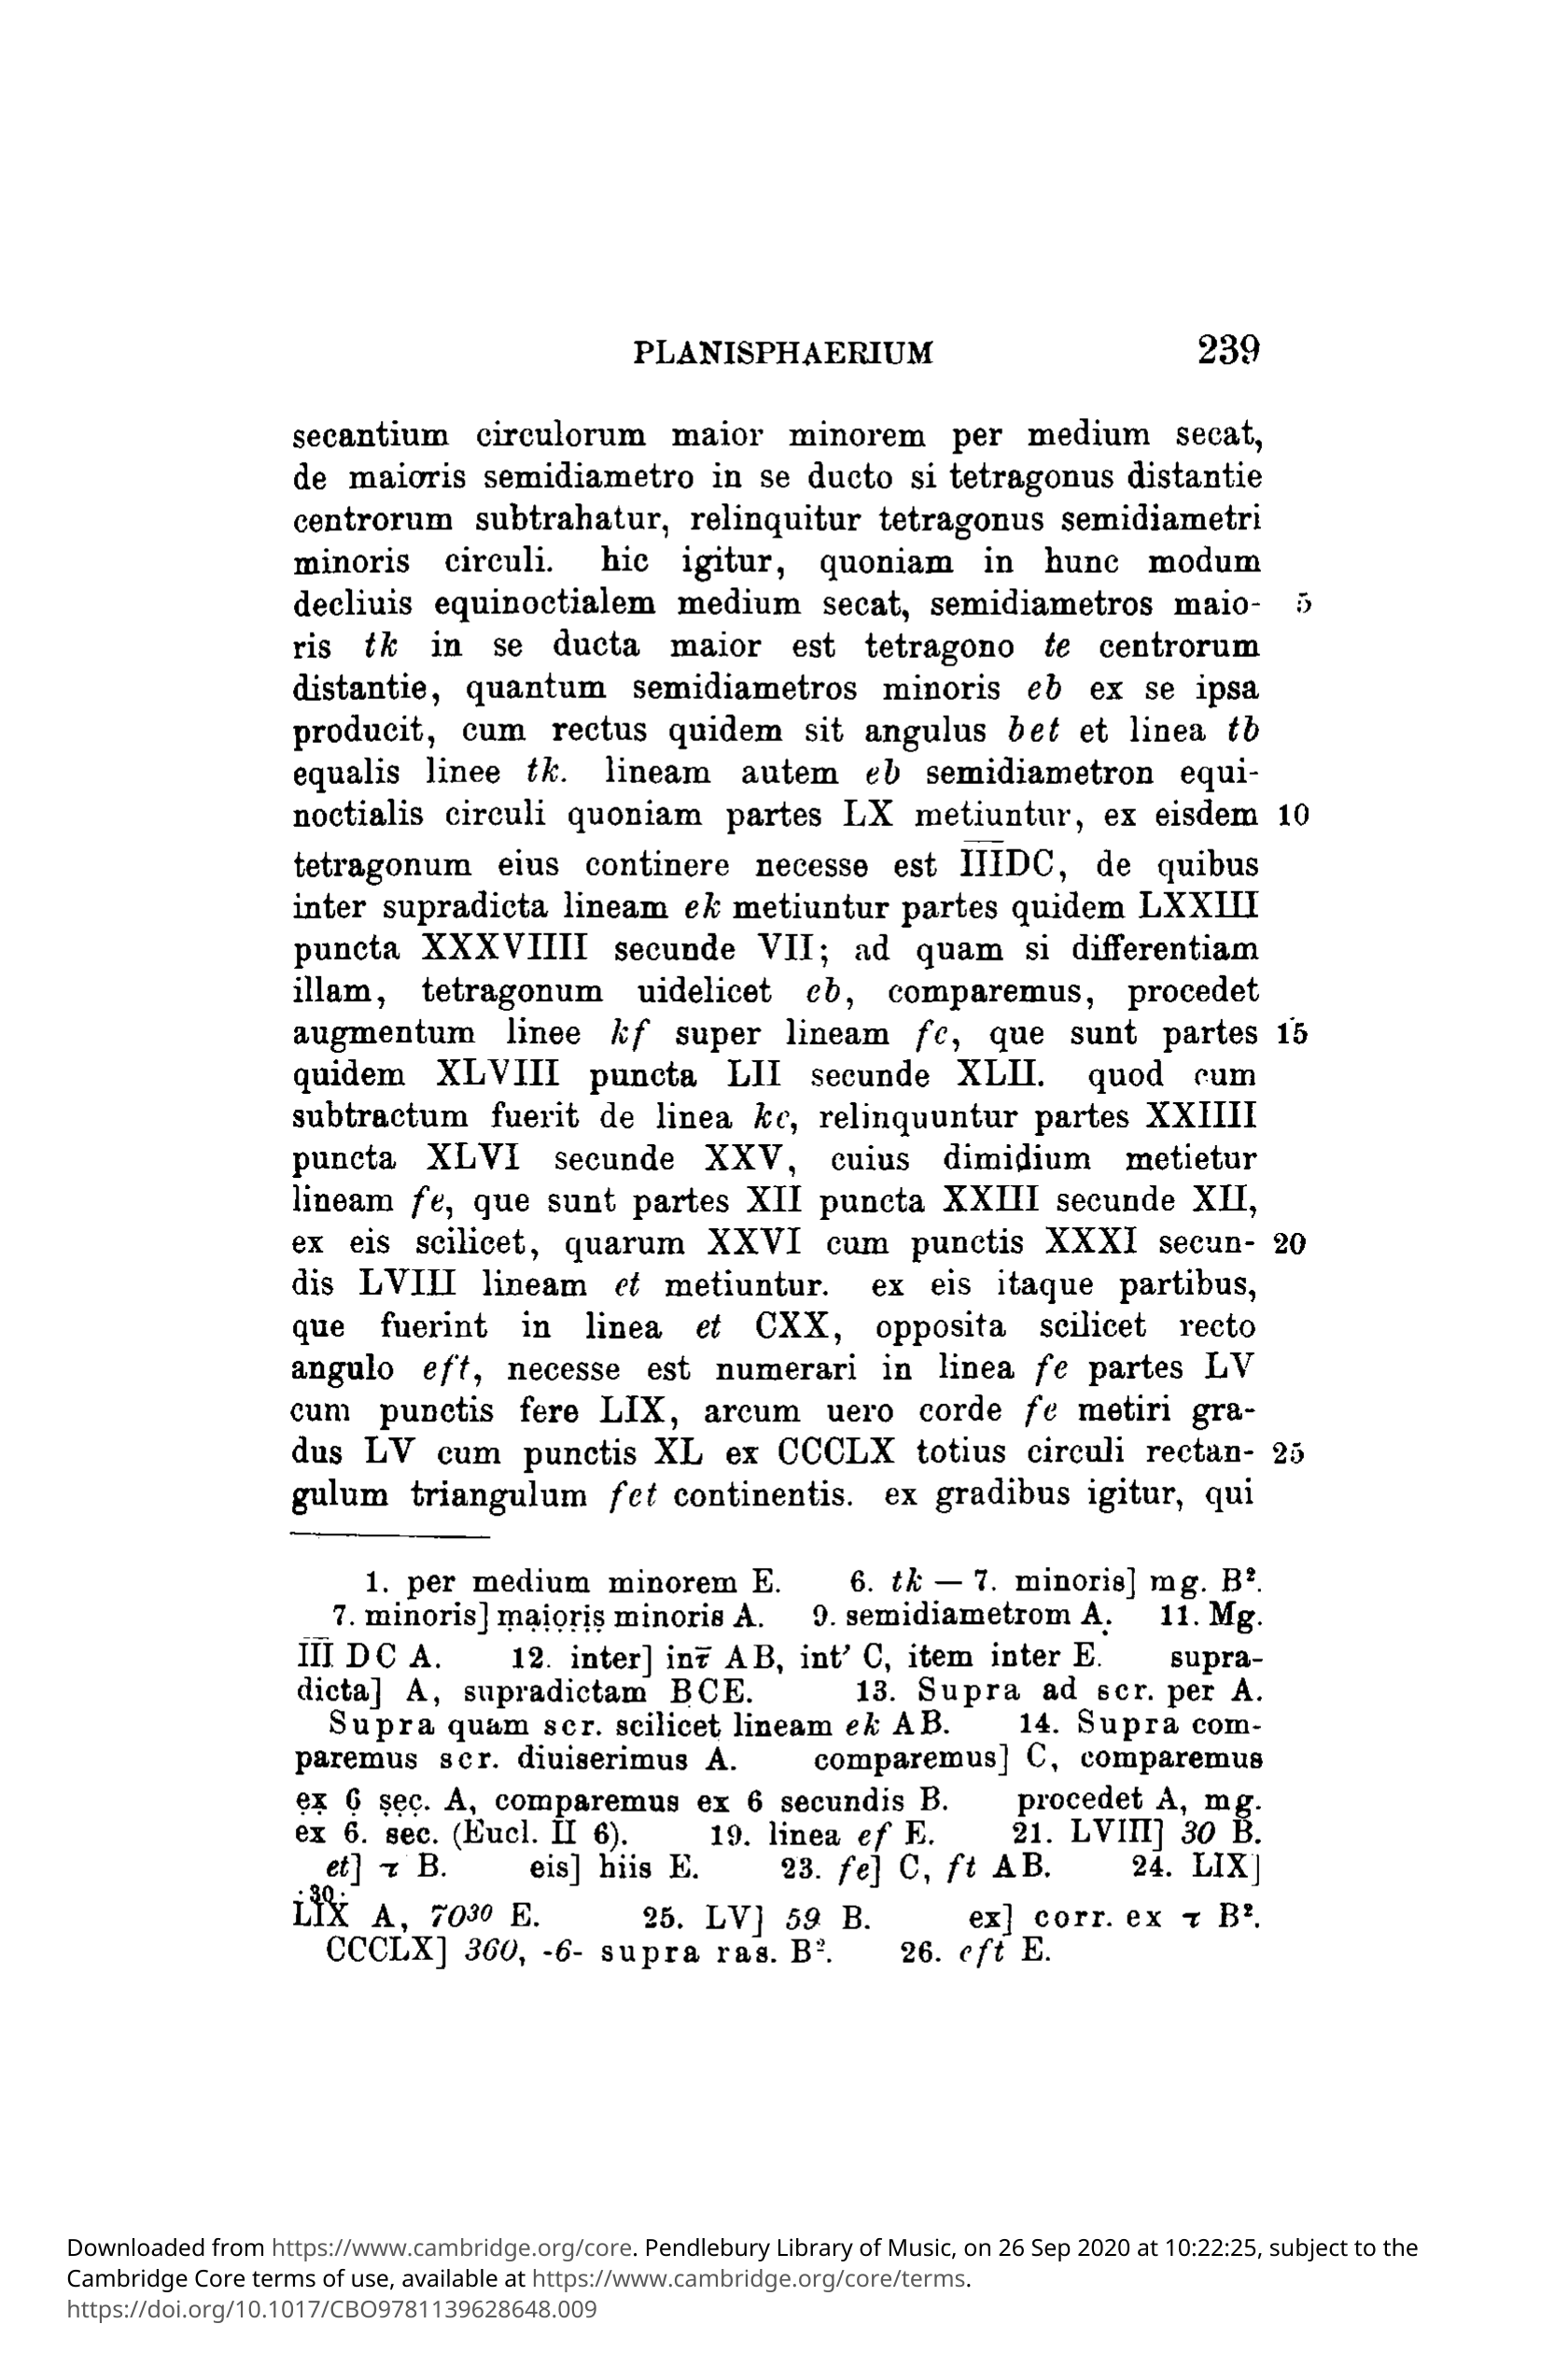 PLANISPHAERIUM 239
secantium circulorum maior minorem per medium secat,
de maioris semidiametro in se ducto si tetragonus distantie
centrorum subtrahatur, relinquitur tetragonus semidiametri
minoris circuli. hic igitur, quoniam in hunc modum
decliuis equinoctialem medium secat, semidiametros maio- 5
ris tk in se ducta maior est tetragono te centrorum
distantie, quantum semidiametros minoris eb ex se ipsa
producit, cum rectus quidem sit angulus bet et linea tb
equalis linee tk. lineam autem eb semidiametron equi-
noctialis circuli quoniam partes LX metiuntur, ex eisdem 10
tetragonum eius continere necesse est I̅I̅I̅DC, de quibus
inter supradicta lineam ek metiuntur partes quidem LXXIII
puncta XXXVIIII secunde VII; ad quam si differentiam
illam, tetragonum uidelicet eb, comparemus, procedet
augmentum linee kf super lineam fe, que sunt partes 15
quidem XLVIII puncta LII secunde XLII. quod cum
subtractum fuerit de linea ke, relinquuntur partes XXIIII
puncta XLVI secunde XXV, cuius dimidium metietur
lineam fe, que sunt partes XII puncta XXIII secunde XII,
ex eis scilicet, quarum XXVI cum punctis XXXI secun- 20
dis LVIII lineam et metiuntur. ex eis itaque partibus,
que fuerint in linea et CXX, opposita scilicet recto
angulo eft, necesse est numerari in linea fe partes LV
cum punctis fere LIX, arcum uero corde fe metiri gra-
dus LV cum punctis XL ex CCCLX totius circuli rectan- 25
gulum triangulum fet continentis. ex gradibus igitur, qui
1. per medium minorem E. 6. tk — 7. minoris] mg. B².
7. minoris] ṃạịọṛịṣ minoris A. 9. semidiametrom Ạ. 11. Mg.
I̅I̅I̅ DC A. 12. inter] inτ̅ AB, int’ C, item inter E. supra-
dicta] A, supradictam BCE. 13. Supra ad scr. per A.
Supra quam scr. scilicet lineam ek AB. 14. Supra com-
paremus scr. diuiserimus A. comparemus] C, comparemus
ẹx̣ 6̣ ṣẹc̣. A, comparemus ex 6 secundis B. procedet A, mg.
ex 6. sec. (Eucl. II 6). 19. linea ef E. 21. LVIII] 30 B.
et] τ B. eis] hiis E. 23. fe] C, ft AB. 24. LIX]
·30·
LIX A, 7030 E. 25. LV] 59 B. ex] corr. ex τ B².
CCCLX] 360, -6- supra ras. B². 26. eft E.
Downloaded from https://www.cambridge.org/core. Pendlebury Library of Music, on 26 Sep 2020 at 10:22:25, subject to the
Cambridge Core terms of use, available at https://www.cambridge.org/core/terms.
https://doi.org/10.1017/CBO9781139628648.009